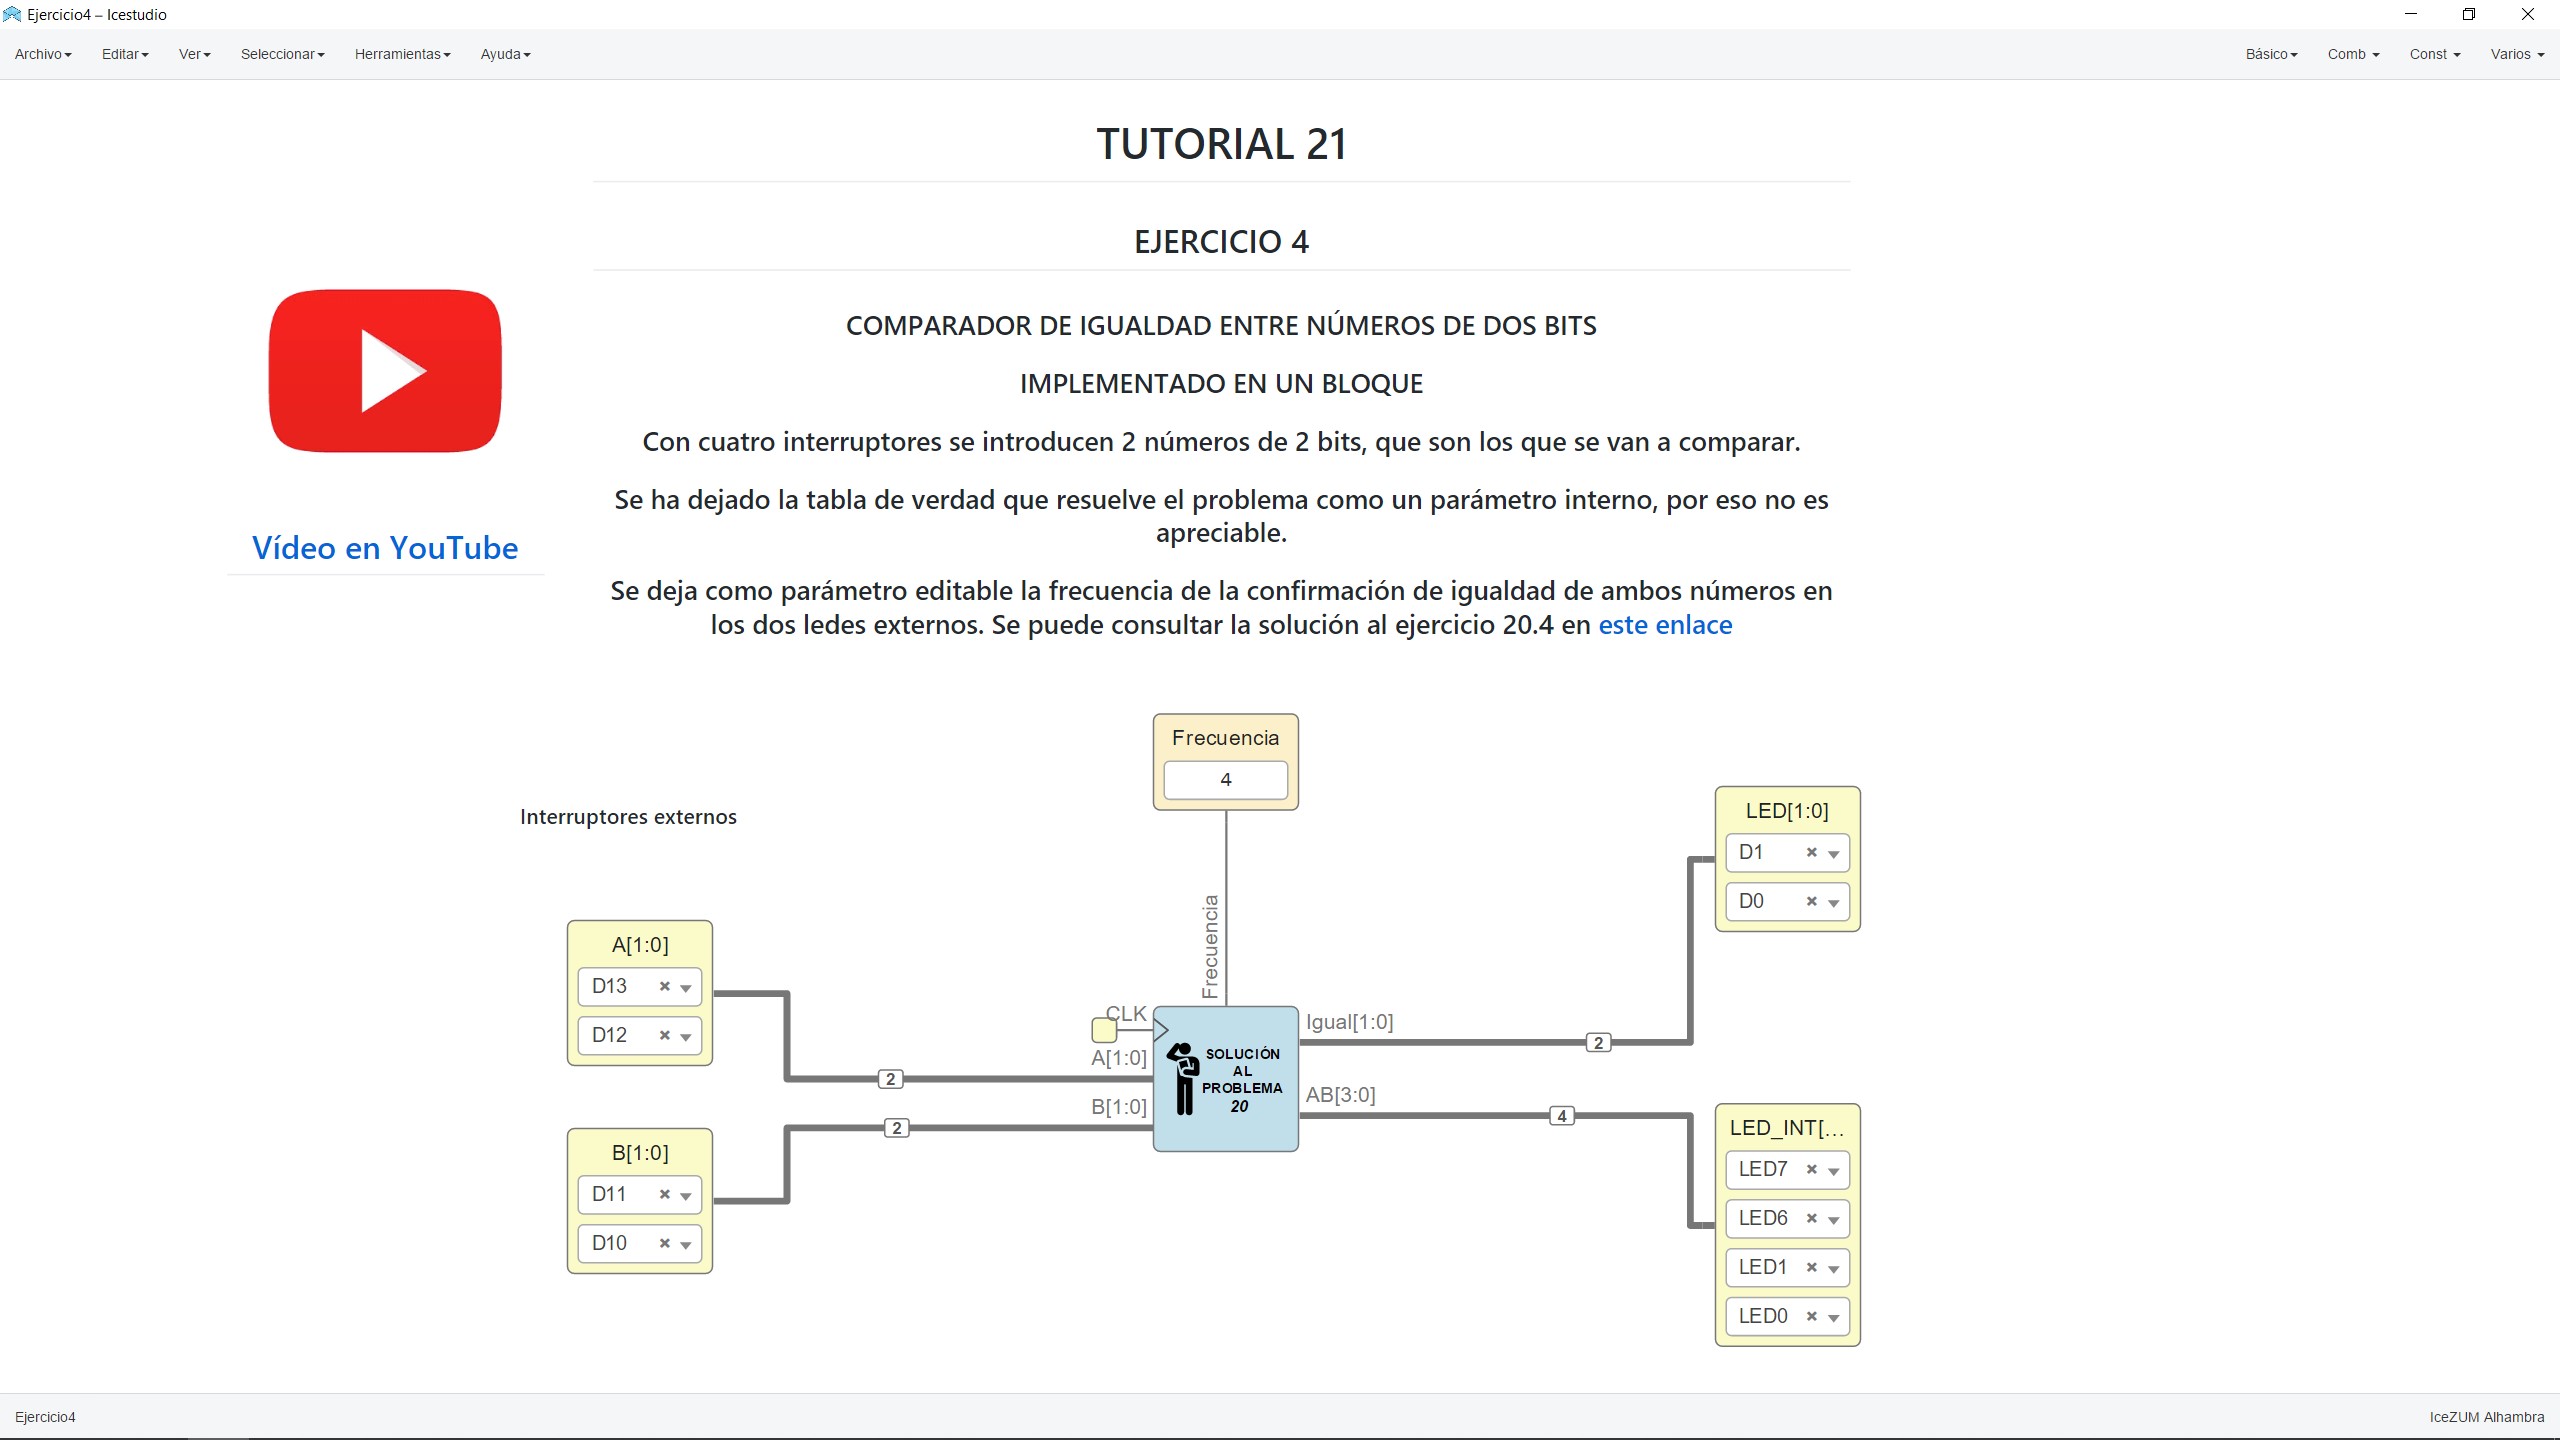 Ejercicio4 – Icestudio
Archivo Editar Ver Seleccionar Herramientas Ayuda Básico Comb Const Varios
TUTORIAL 21
EJERCICIO 4
COMPARADOR DE IGUALDAD ENTRE NÚMEROS DE DOS BITS
IMPLEMENTADO EN UN BLOQUE
Con cuatro interruptores se introducen 2 números de 2 bits, que son los que se van a comparar.
Se ha dejado la tabla de verdad que resuelve el problema como un parámetro interno, por eso no es
apreciable.
Se deja como parámetro editable la frecuencia de la confirmación de igualdad de ambos números en
los dos ledes externos. Se puede consultar la solución al ejercicio 20.4 en este enlace
Vídeo en YouTube
Interruptores externos
Frecuencia
4
Frecuencia
A[1:0]
D13
D12
B[1:0]
D11
D10
2
2
CLK
A[1:0]
B[1:0]
SOLUCIÓN
AL
PROBLEMA
20
Igual[1:0]
AB[3:0]
2
4
LED[1:0]
D1
D0
LED_INT[...
LED7
LED6
LED1
LED0
Ejercicio4
IceZUM Alhambra